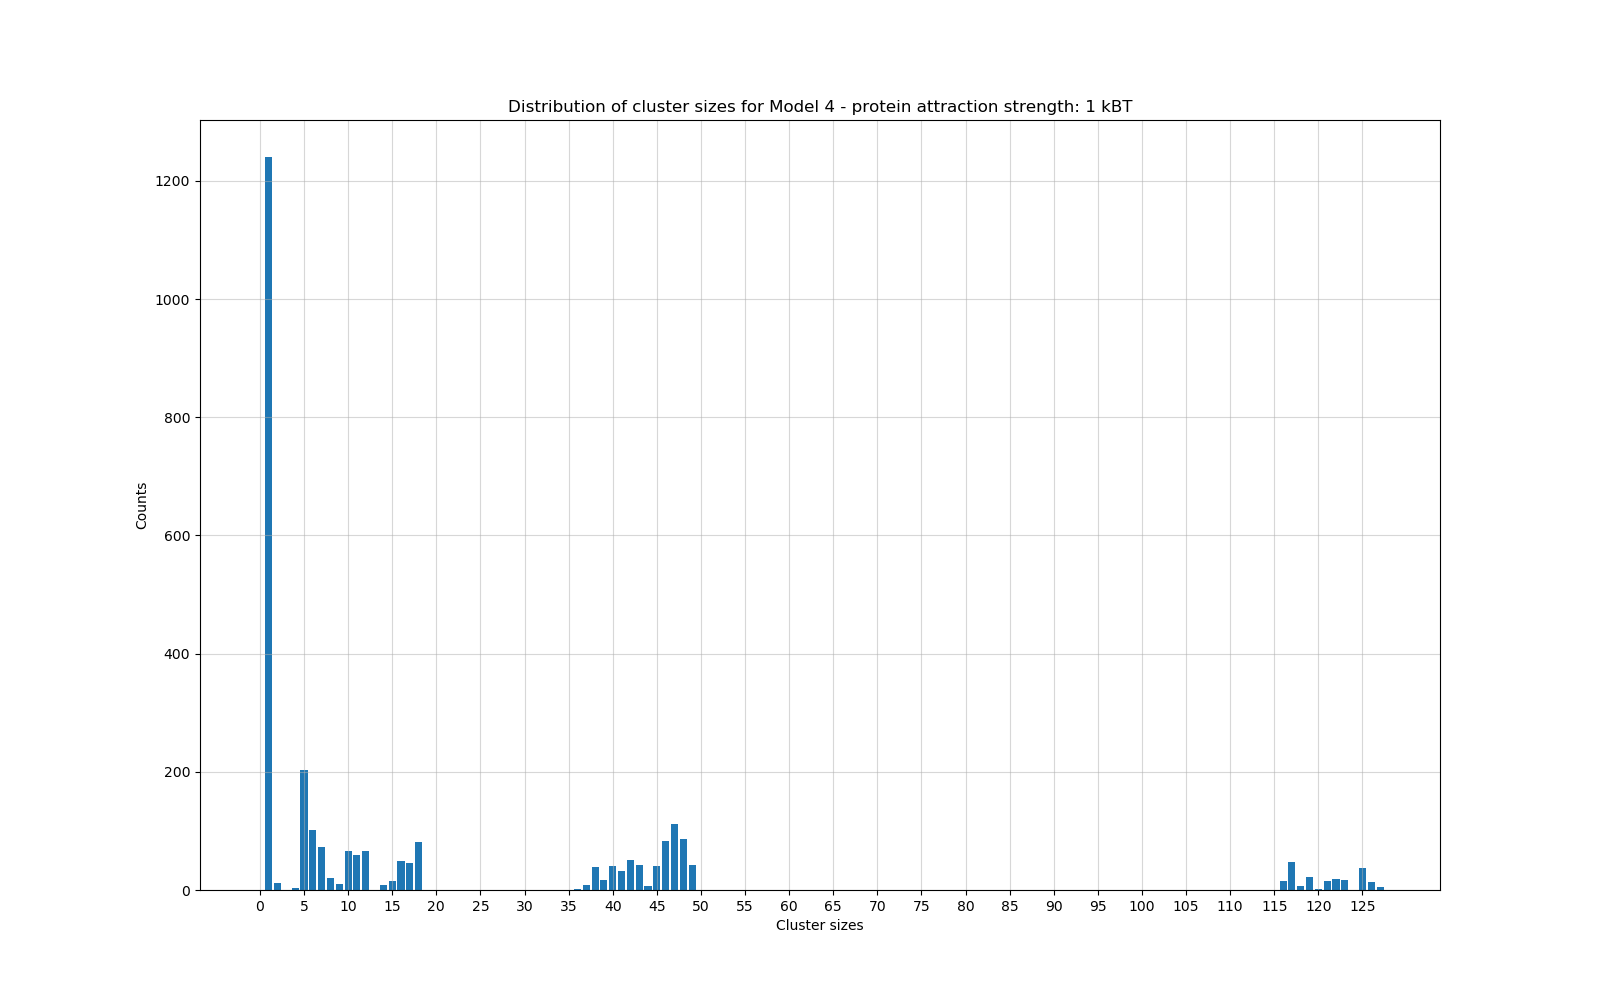 Distribution of cluster sizes for Model 4 - protein attraction strength: 1 kBT
1200
1000
800
600
400
200
0
Counts
0 5 10 15 20 25 30 35 40 45 50 55 60 65 70 75 80 85 90 95 100 105 110 115 120 125
Cluster sizes